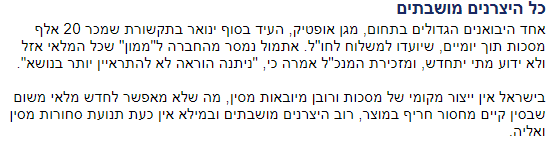 כל היצרנים מושבתים
אחד היבואנים הגדולים בתחום, מגן אופטיק, העיד בסוף ינואר בתקשורת שמכר 20 אלף
מסכות תוך יומיים, שיועדו למשלוח לחו"ל. אתמול נמסר מהחברה ל"ממון" שכל המלאי אזל
ולא ידוע מתי יתחדש, ומזכירת המנכ"ל אמרה כי, "ניתנה הוראה לא להתראיין יותר בנושא".
בישראל אין ייצור מקומי של מסכות ורובן מיובאות מסין, מה שלא מאפשר לחדש מלאי משום
שבסין קיים מחסור חריף במוצר, רוב היצרנים מושבתים ובמילא אין כעת תנועת סחורות מסין
ואליה.